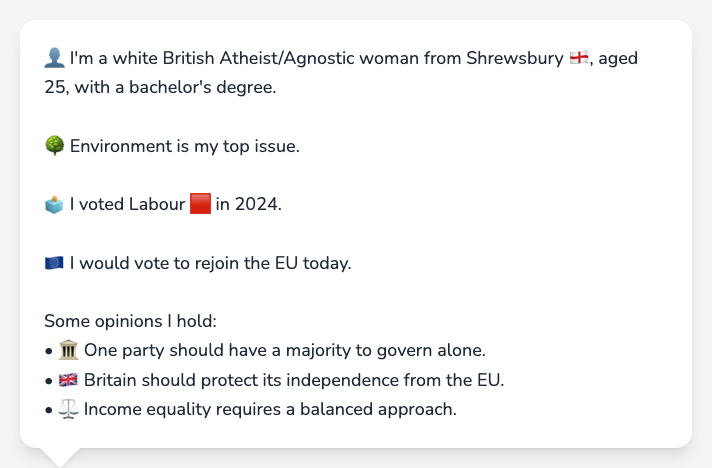 👤 I'm a white British Atheist/Agnostic woman from Shrewsbury 🏴󠁧󠁢󠁥󠁮󠁧󠁿, aged
25, with a bachelor's degree.
🌳 Environment is my top issue.
🗳️ I voted Labour 🟥 in 2024.
🇪🇺 I would vote to rejoin the EU today.
Some opinions I hold:
• 🏛️ One party should have a majority to govern alone.
• 🇬🇧 Britain should protect its independence from the EU.
• ⚖️ Income equality requires a balanced approach.